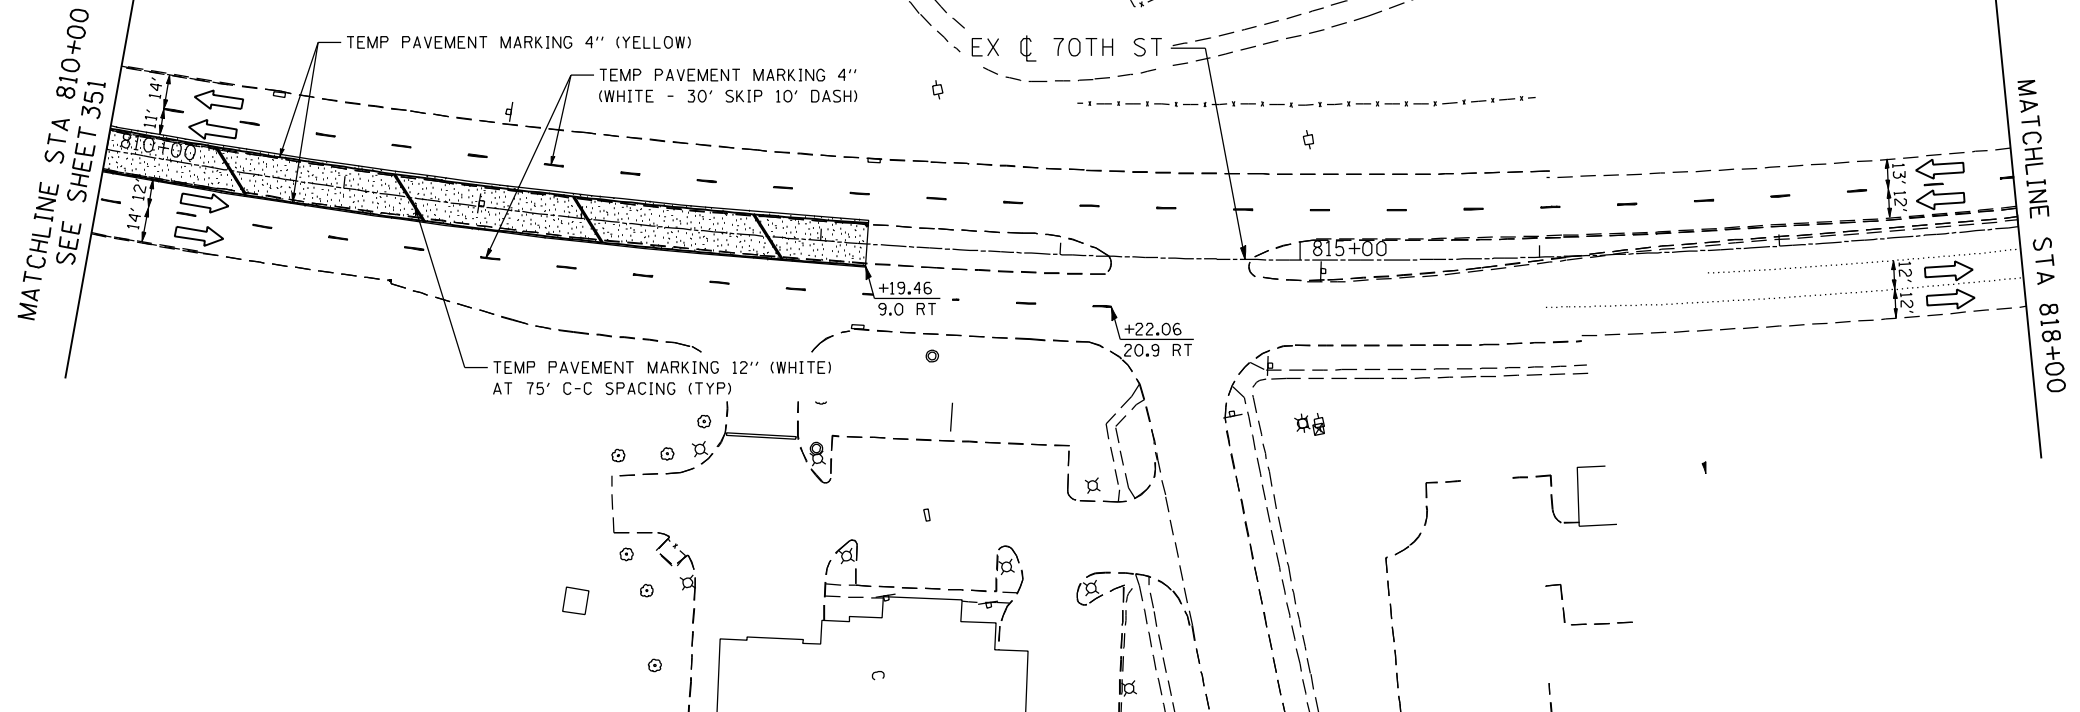 MATCHLINE STA 810+00
SEE SHEET 351
TEMP PAVEMENT MARKING 4'' (YELLOW)
TEMP PAVEMENT MARKING 4''
(WHITE - 30' SKIP 10' DASH)
EX ℄ 70TH ST
14'
11'
810+00
12'
14'
815+00
13'
12'
12'
12'
+19.46
9.0 RT
+22.06
20.9 RT
TEMP PAVEMENT MARKING 12'' (WHITE)
AT 75' C-C SPACING (TYP)
MATCHLINE STA 818+00
C